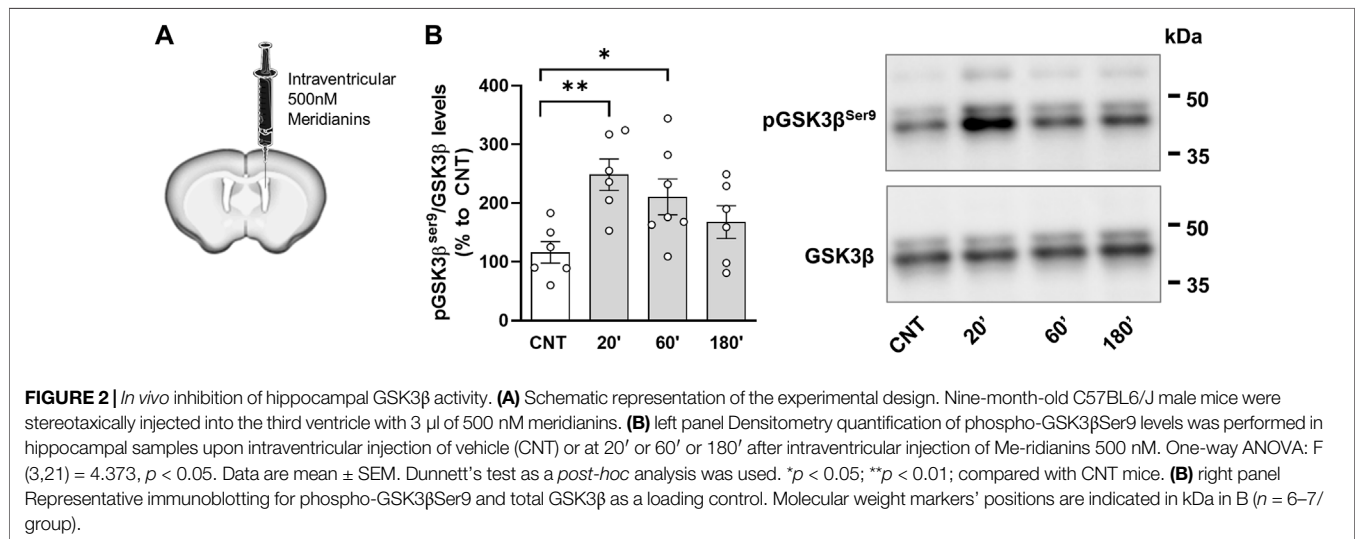 A
Intraventricular
500nM
Meridianins
B
pGSK3β^ser9/GSK3β levels
(% to CNT)
400
300
200
100
0
*
**
CNT 20' 60' 180'
kDa
pGSK3β^Ser9
50
35
GSK3β
50
35
CNT 20' 60' 180'
FIGURE 2 | In vivo inhibition of hippocampal GSK3β activity. (A) Schematic representation of the experimental design. Nine-month-old C57BL6/J male mice were
stereotaxically injected into the third ventricle with 3 µl of 500 nM meridianins. (B) left panel Densitometry quantification of phospho-GSK3βSer9 levels was performed in
hippocampal samples upon intraventricular injection of vehicle (CNT) or at 20′ or 60′ or 180′ after intraventricular injection of Me-ridianins 500 nM. One-way ANOVA: F
(3,21) = 4.373, p < 0.05. Data are mean ± SEM. Dunnett's test as a post-hoc analysis was used. *p < 0.05; **p < 0.01; compared with CNT mice. (B) right panel
Representative immunoblotting for phospho-GSK3βSer9 and total GSK3β as a loading control. Molecular weight markers' positions are indicated in kDa in B (n = 6–7/
group).